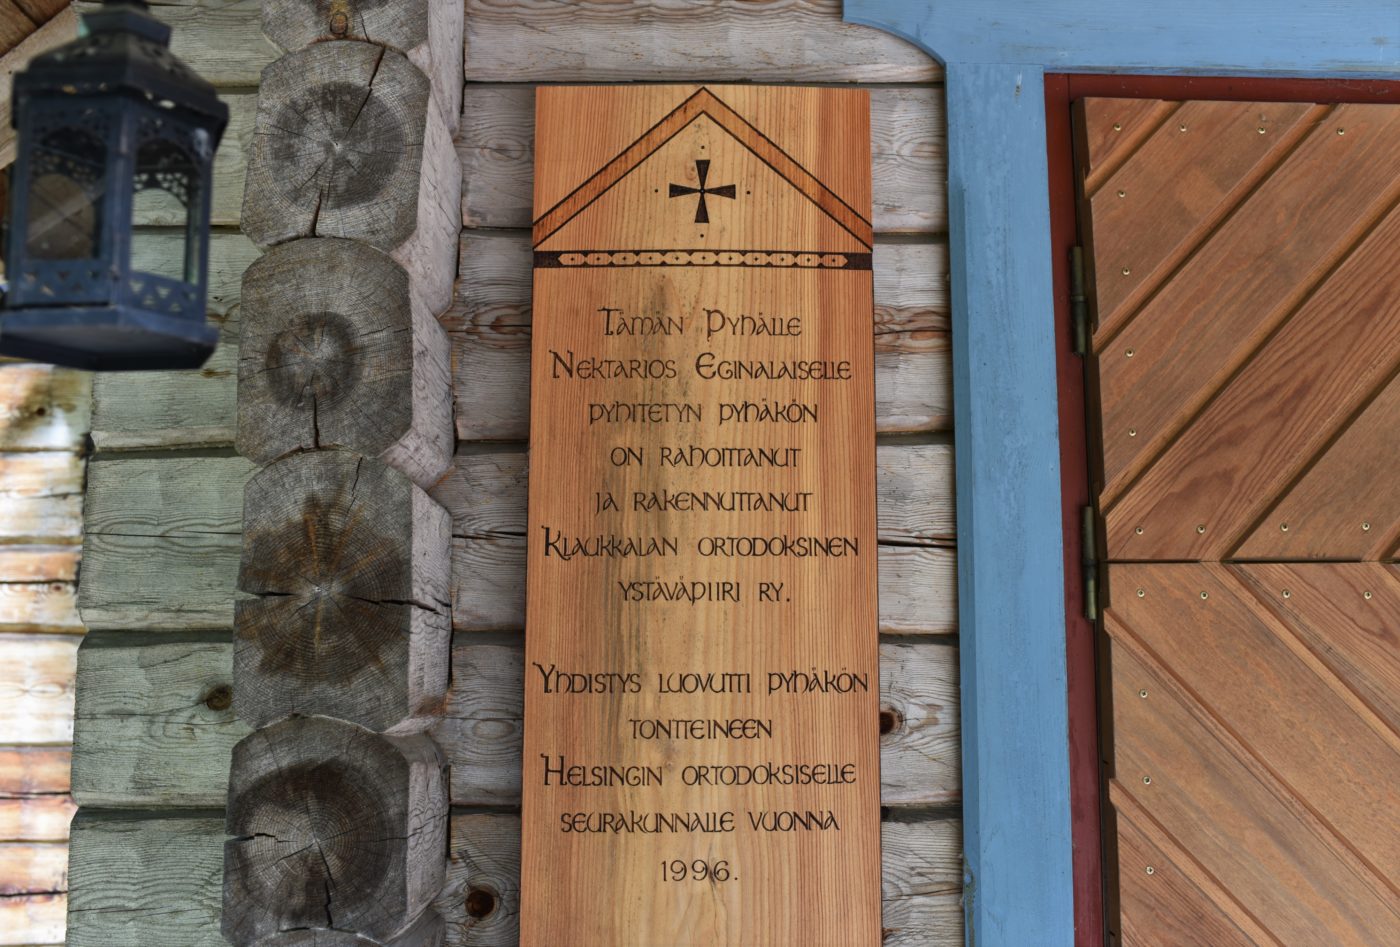 Tämän Pyhälle
Nektarios Eginalaiselle
pyhitetyn pyhäkön
on rahoittanut
ja rakennuttanut
Klaukkalan ortodoksinen
ystäväpiiri ry.
Yhdistys luovutti pyhäkön
tontteineen
Helsingin ortodoksiselle
seurakunnalle vuonna
1996.